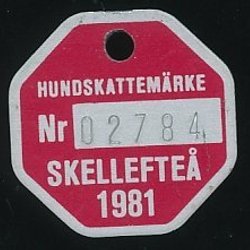 HUNDSKATTEMÄRKE
Nr 02784
SKELLEFTEÅ
1981